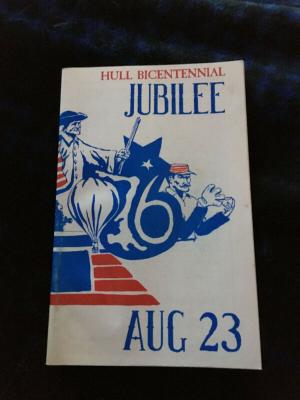 HULL BICENTENNIAL
JUBILEE
76
AUG 23